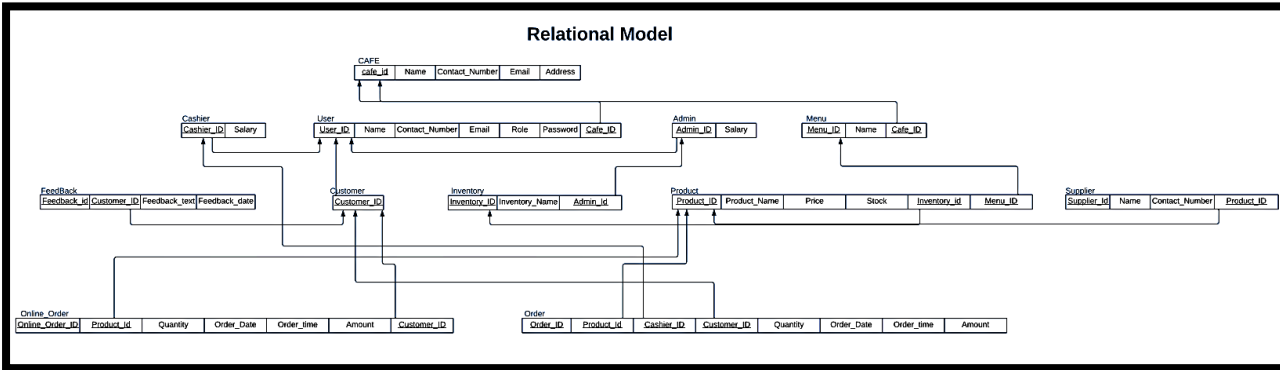 Relational Model
CAFE
cafe_id Name Contact_Number Email Address
Cashier User Admin Menu
Cashier_ID Salary User_ID Name Contact_Number Email Role Password Cafe_ID Admin_ID Salary Menu_ID Name Cafe_ID
FeedBack Customer Inventory Product Supplier
Feedback_id Customer_ID Feedback_text Feedback_date Customer_ID Inventory_ID Inventory_Name Admin_Id Product_ID Product_Name Price Stock Inventory_id Menu_ID Supplier_Id Name Contact_Number Product_ID
Online_Order Order
Online_Order_ID Product_Id Quantity Order_Date Order_time Amount Customer_ID Order_ID Product_Id Cashier_ID Customer_ID Quantity Order_Date Order_time Amount